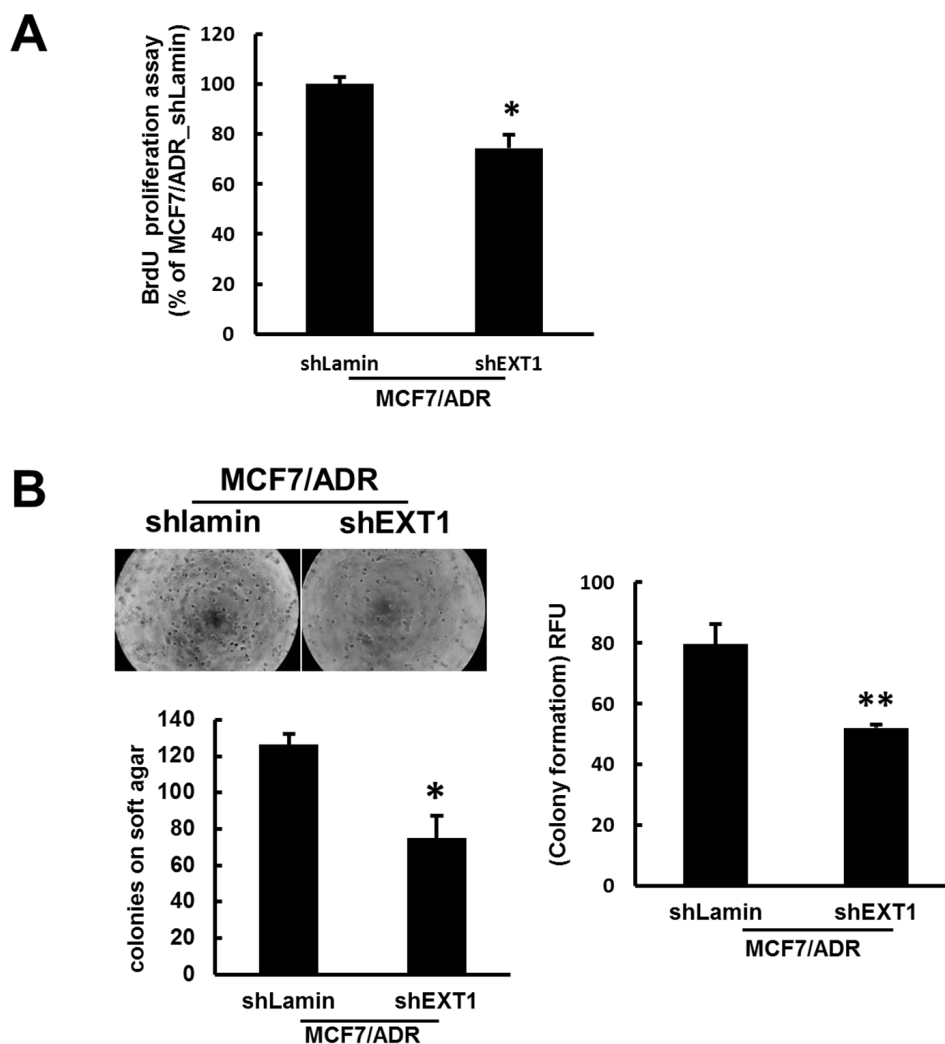 A
BrdU proliferation assay
(% of MCF7/ADR_shLamin)
120
100
80
60
40
20
0
*
shLamin
shEXT1
MCF7/ADR
B
MCF7/ADR
shlamin
shEXT1
colonies on soft agar
140
120
100
80
60
40
20
0
*
shLamin
shEXT1
MCF7/ADR
(Colony formatiom) RFU
100
80
60
40
20
0
**
shLamin
shEXT1
MCF7/ADR